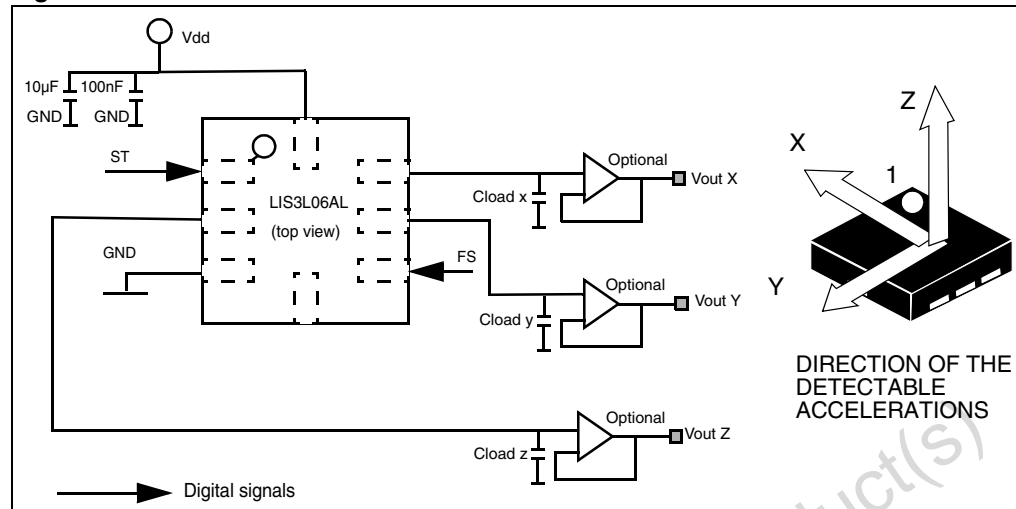 Vdd
10µF 100nF
GND GND
ST
LIS3L06AL
(top view)
GND
FS
Optional
Cload x
Vout X
Optional
Cload y
Vout Y
Optional
Cload z
Vout Z
Digital signals
Z
X
1
Y
DIRECTION OF THE
DETECTABLE
ACCELERATIONS